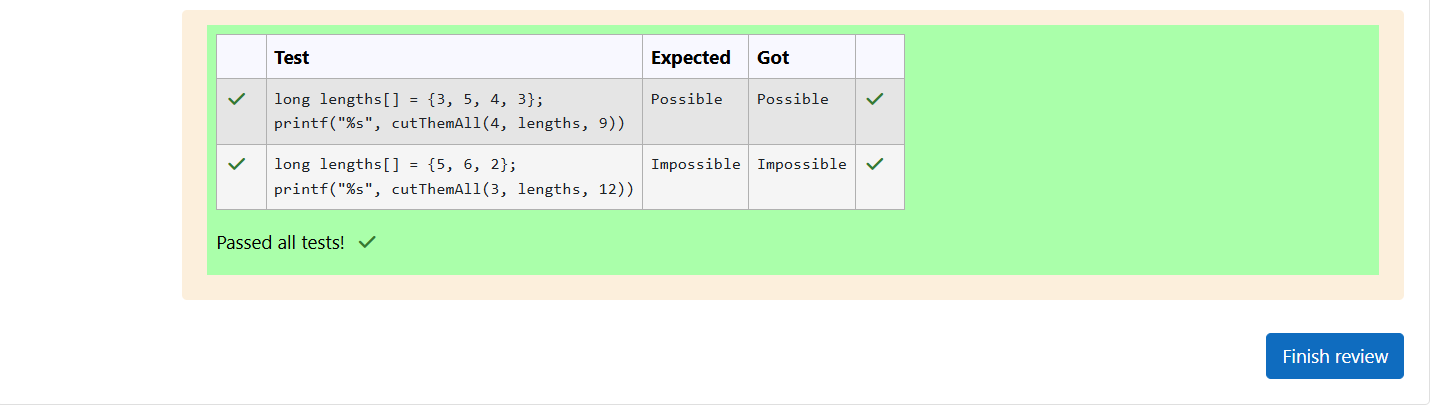 Test Expected Got
long lengths[] = {3, 5, 4, 3}; Possible Possible
printf("%s", cutThemAll(4, lengths, 9))
long lengths[] = {5, 6, 2}; Impossible Impossible
printf("%s", cutThemAll(3, lengths, 12))
Passed all tests!
Finish review